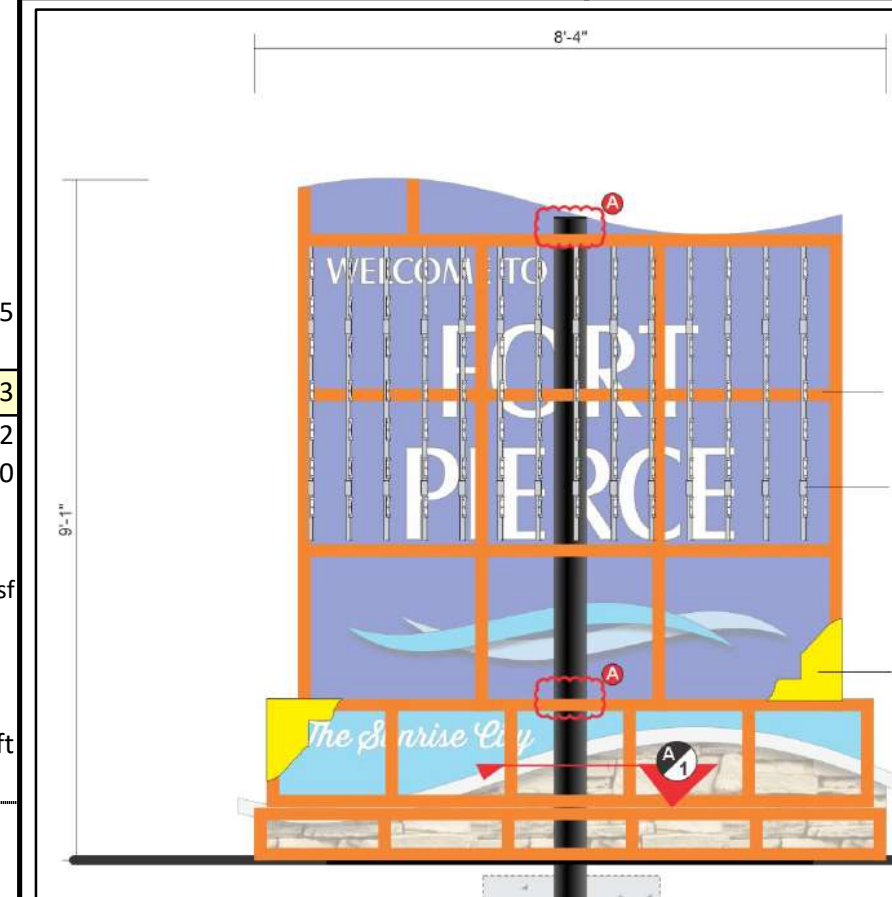 8'-4"
A
WELCOME TO
FORT
PIERCE
9'-1"
5
3
2
0
sf
ft
A
The Sunrise City
A
1